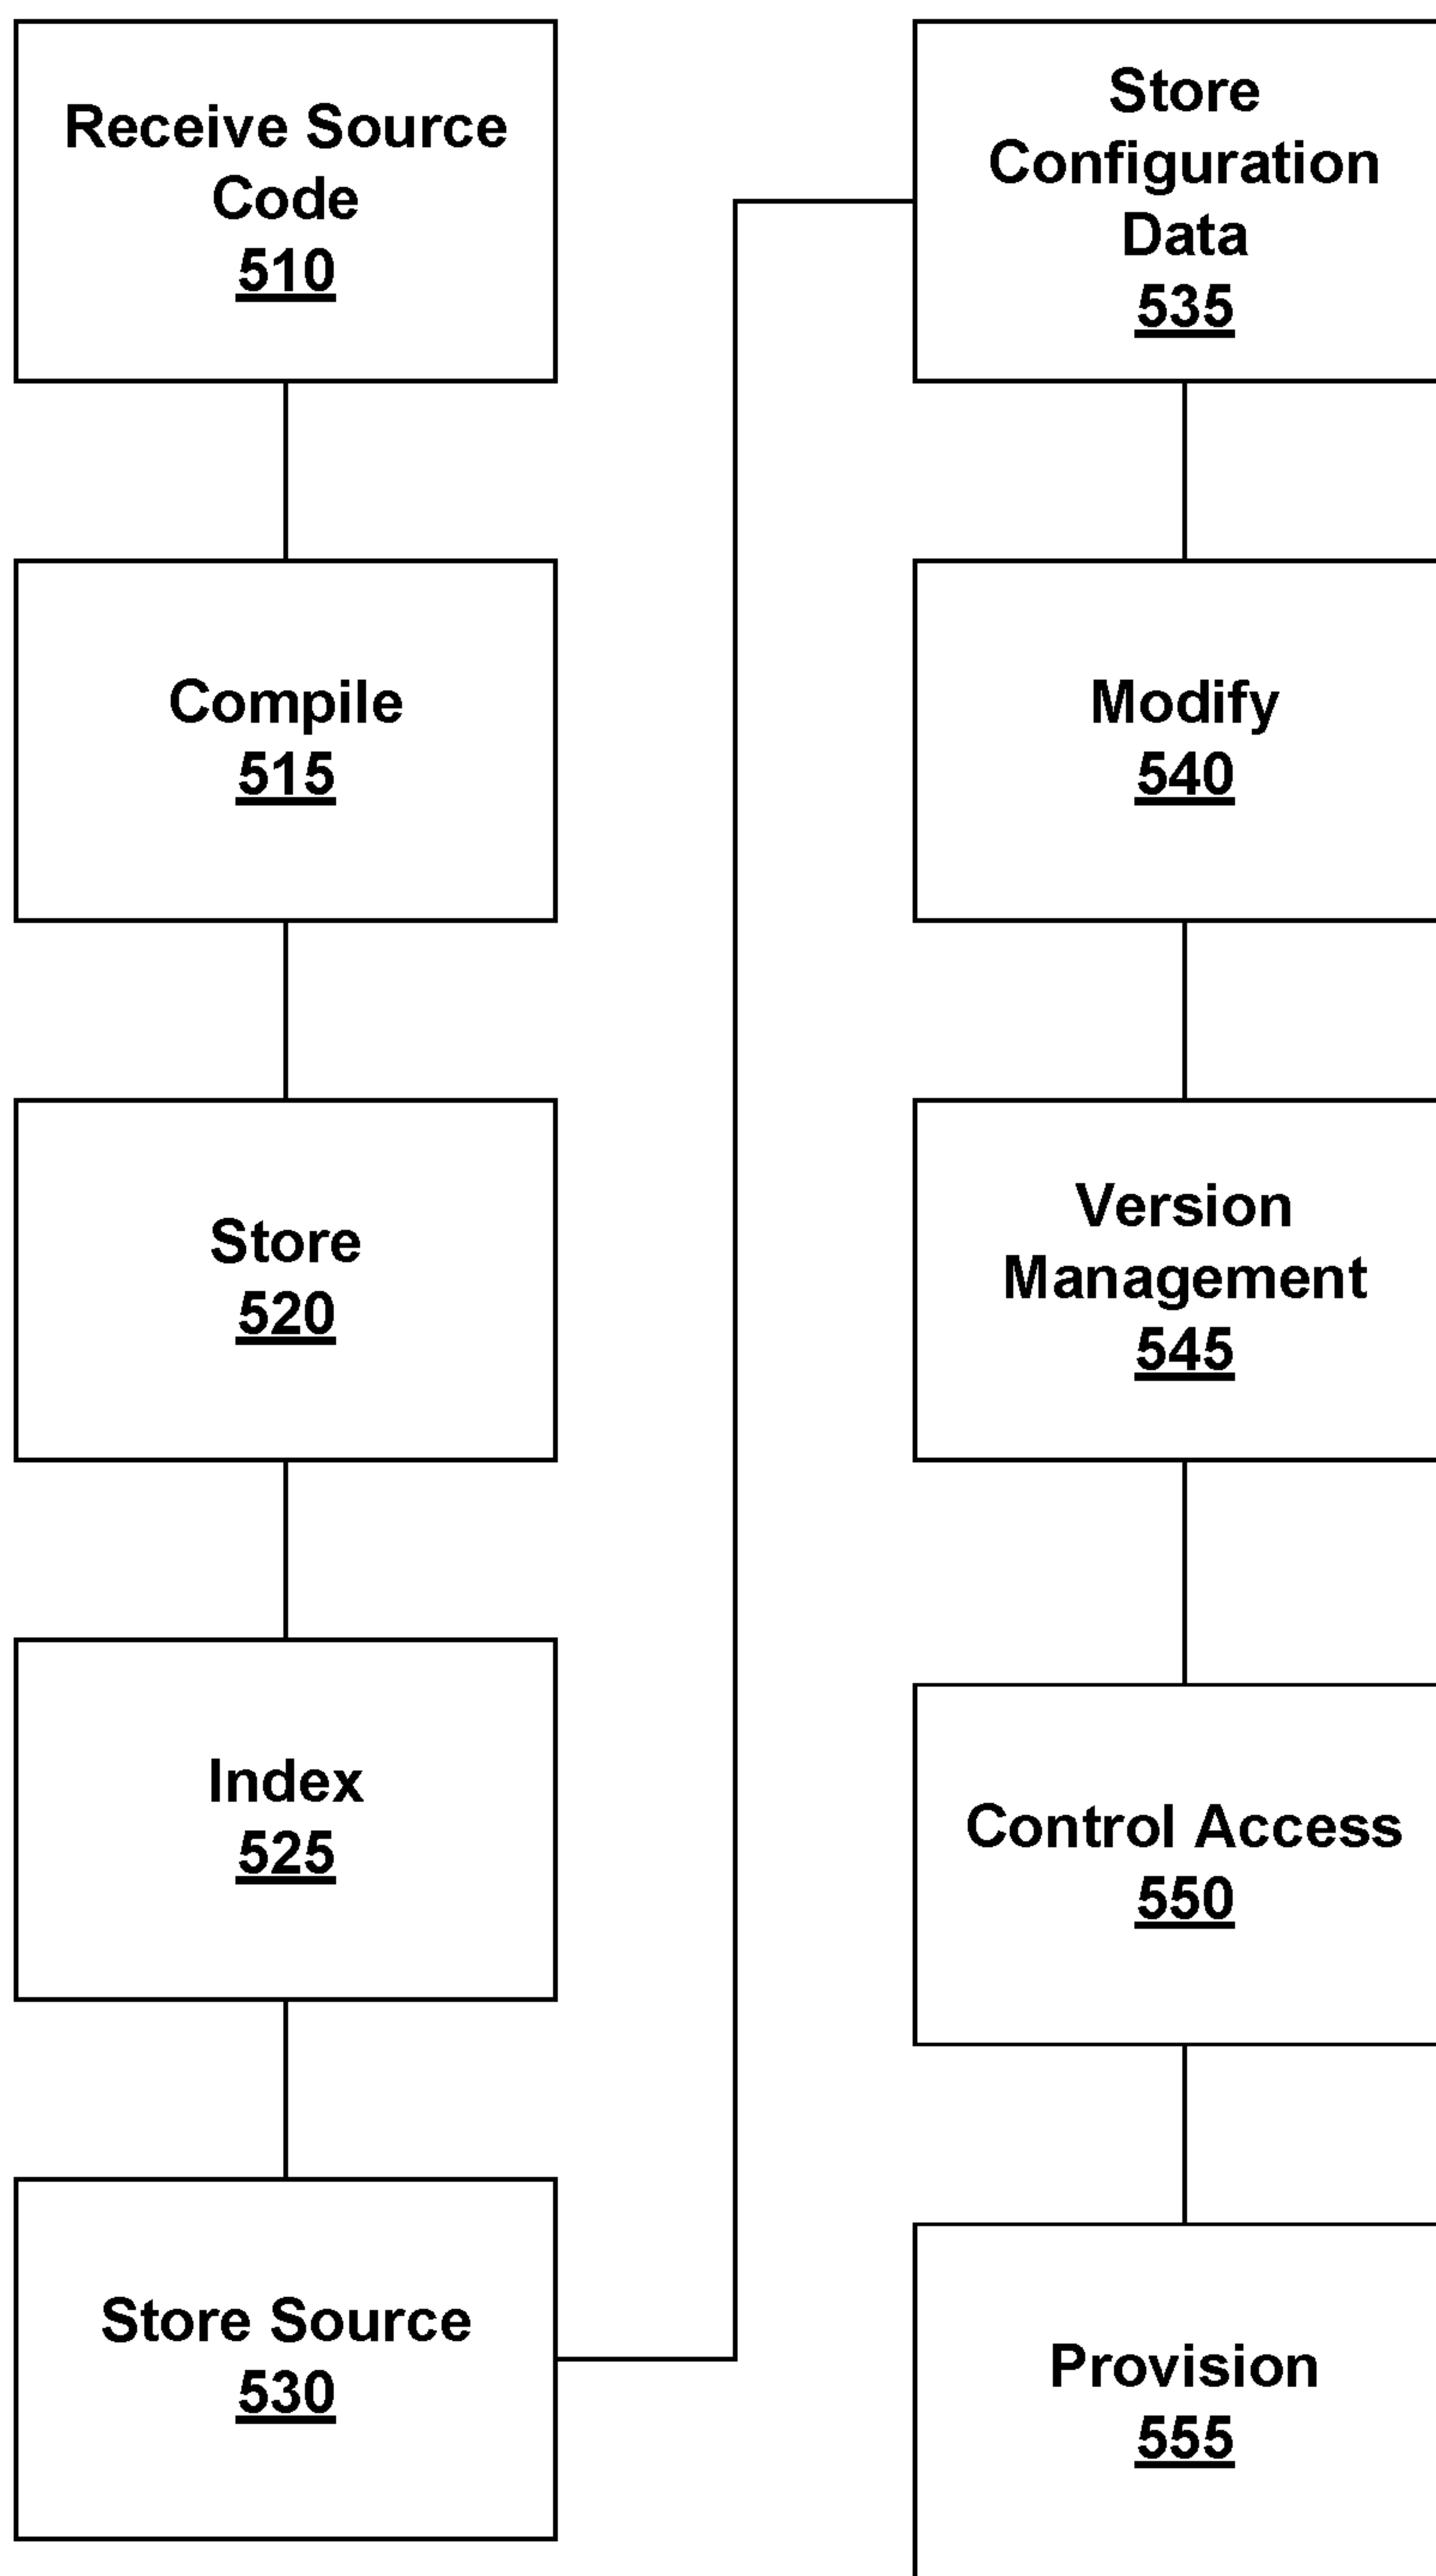 Receive Source
Code
510
Compile
515
Store
520
Index
525
Store Source
530
Store
Configuration
Data
535
Modify
540
Version
Management
545
Control Access
550
Provision
555